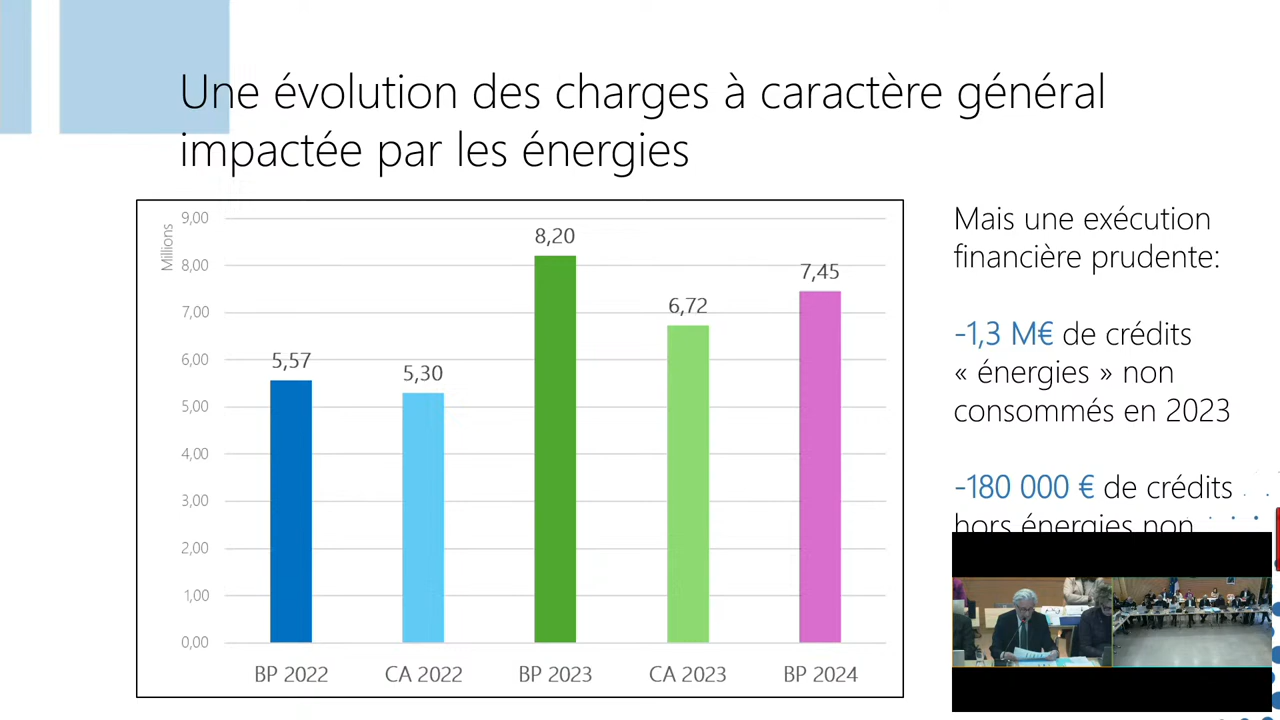 Une évolution des charges à caractère général
impactée par les énergies
Millions
9,00
8,00
7,00
6,00
5,00
4,00
3,00
2,00
1,00
0,00
5,57
5,30
8,20
6,72
7,45
BP 2022
CA 2022
BP 2023
CA 2023
BP 2024
Mais une exécution
financière prudente:
-1,3 M€ de crédits
« énergies » non
consommés en 2023
-180 000 € de crédits
hors énergies non